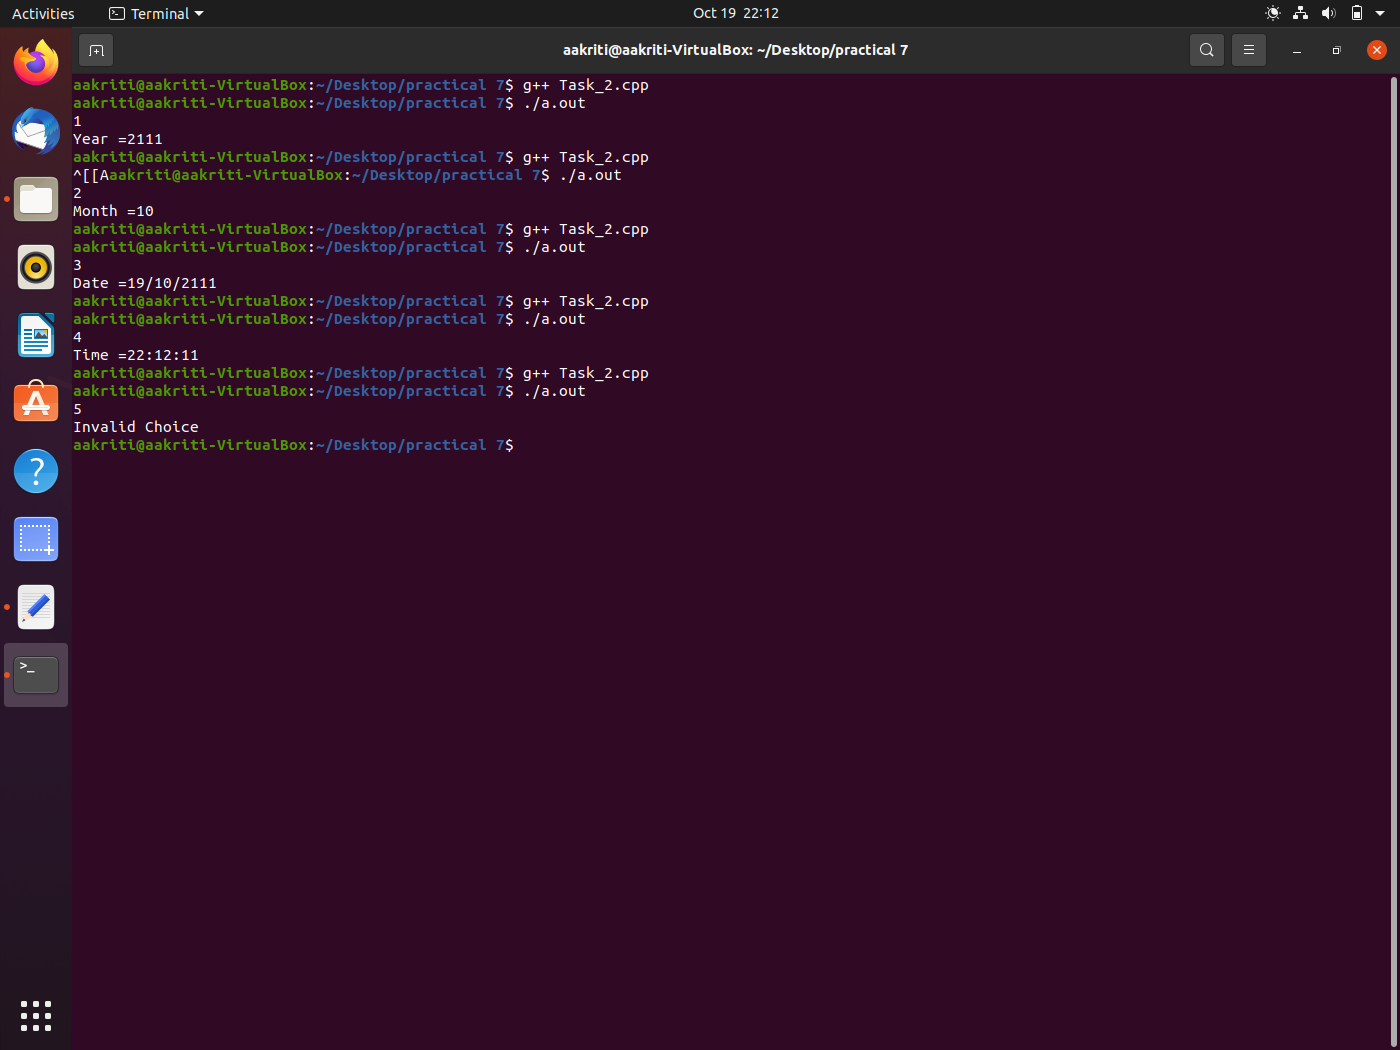 Activities Terminal Oct 19 22:12
aakriti@aakriti-VirtualBox: ~/Desktop/practical 7
aakriti@aakriti-VirtualBox:~/Desktop/practical 7$ g++ Task_2.cpp
aakriti@aakriti-VirtualBox:~/Desktop/practical 7$ ./a.out
1
Year =2111
aakriti@aakriti-VirtualBox:~/Desktop/practical 7$ g++ Task_2.cpp
^[[Aaakriti@aakriti-VirtualBox:~/Desktop/practical 7$ ./a.out
2
Month =10
aakriti@aakriti-VirtualBox:~/Desktop/practical 7$ g++ Task_2.cpp
aakriti@aakriti-VirtualBox:~/Desktop/practical 7$ ./a.out
3
Date =19/10/2111
aakriti@aakriti-VirtualBox:~/Desktop/practical 7$ g++ Task_2.cpp
aakriti@aakriti-VirtualBox:~/Desktop/practical 7$ ./a.out
4
Time =22:12:11
aakriti@aakriti-VirtualBox:~/Desktop/practical 7$ g++ Task_2.cpp
aakriti@aakriti-VirtualBox:~/Desktop/practical 7$ ./a.out
5
Invalid Choice
aakriti@aakriti-VirtualBox:~/Desktop/practical 7$